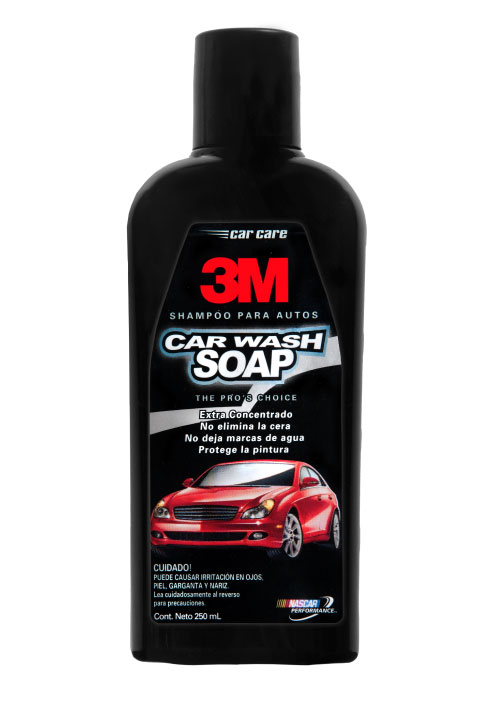 car care
3M
SHAMPOO PARA AUTOS
CAR WASH
SOAP
THE PRO'S CHOICE
Extra Concentrado
No elimina la cera
No deja marcas de agua
Protege la pintura
CUIDADO!
PUEDE CAUSAR IRRITACIÓN EN OJOS,
PIEL, GARGANTA Y NARIZ.
Lea cuidadosamente al reverso
para precauciones.
Cont. Neto 250 mL
NASCAR
PERFORMANCE